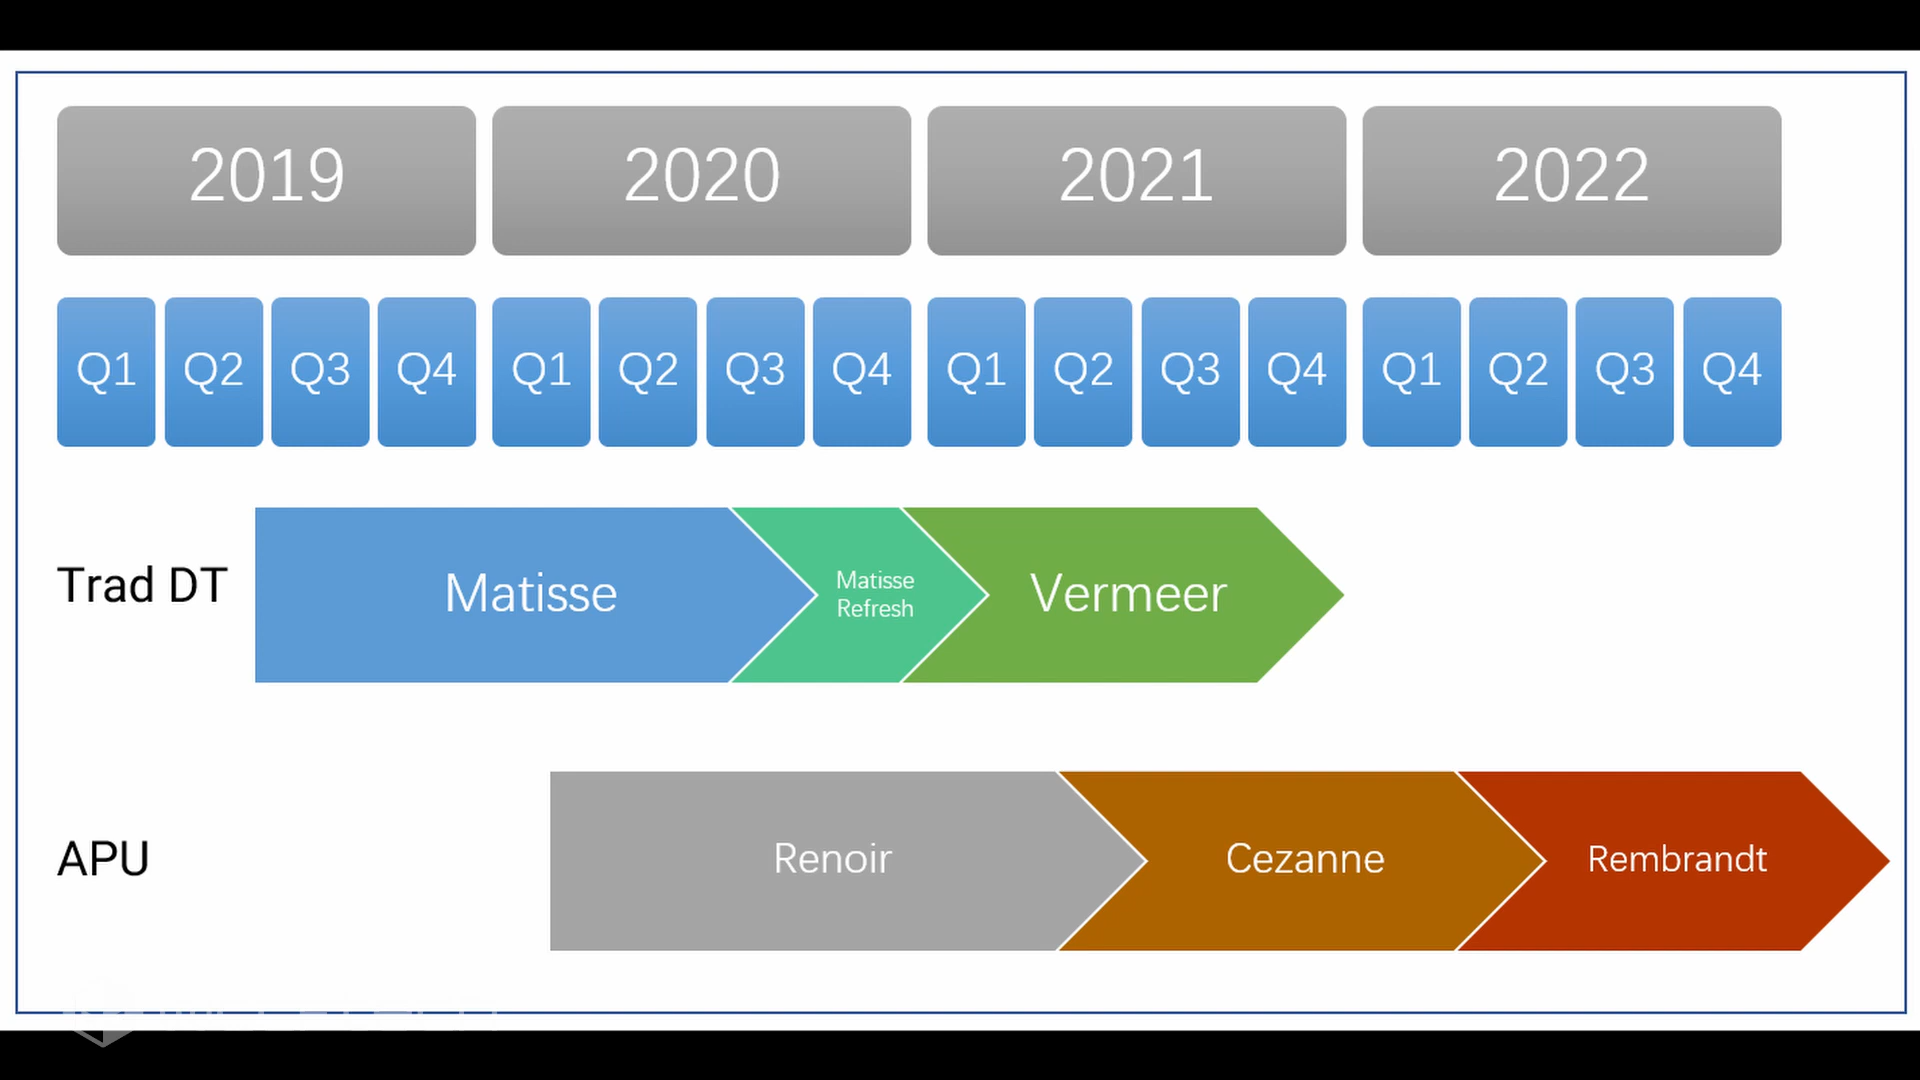 2019 2020 2021 2022
Q1 Q2 Q3 Q4 Q1 Q2 Q3 Q4 Q1 Q2 Q3 Q4 Q1 Q2 Q3 Q4
Trad DT
Matisse
Matisse
Refresh
Vermeer
APU
Renoir
Cezanne
Rembrandt